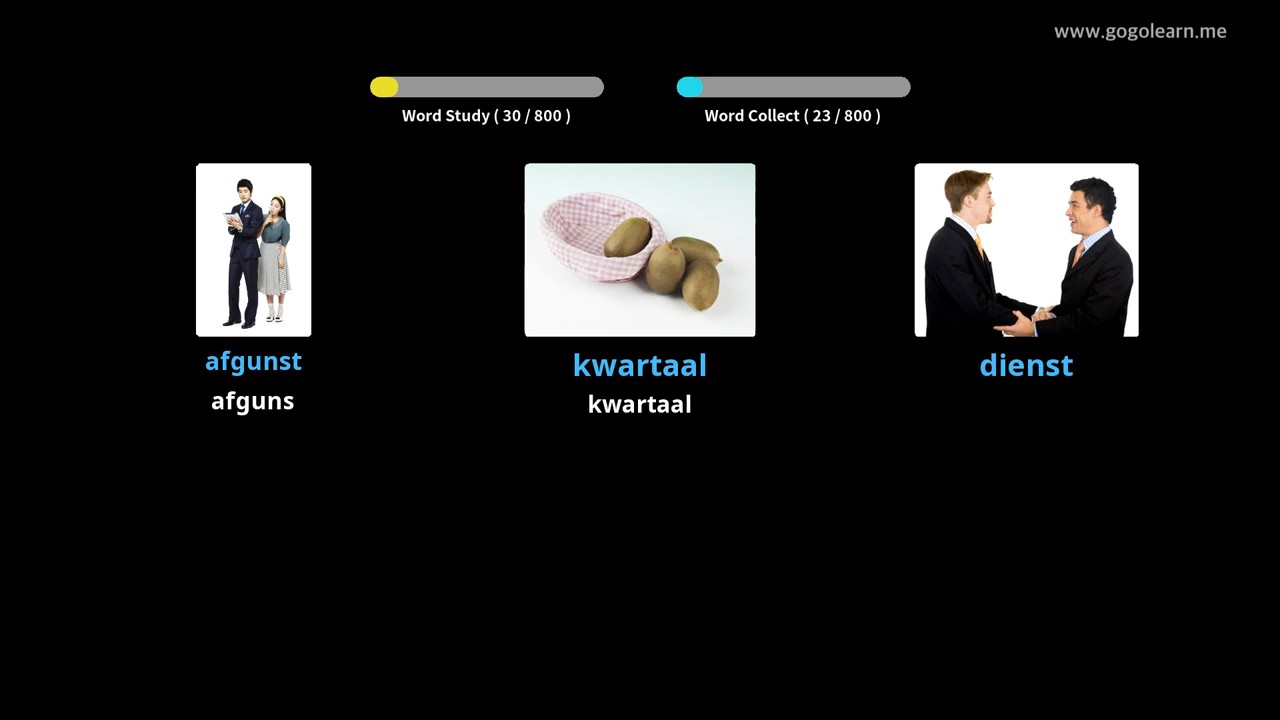 www.gogolearn.me
Word Study ( 30 / 800 )
Word Collect ( 23 / 800 )
afgunst
afguns
kwartaal
kwartaal
dienst